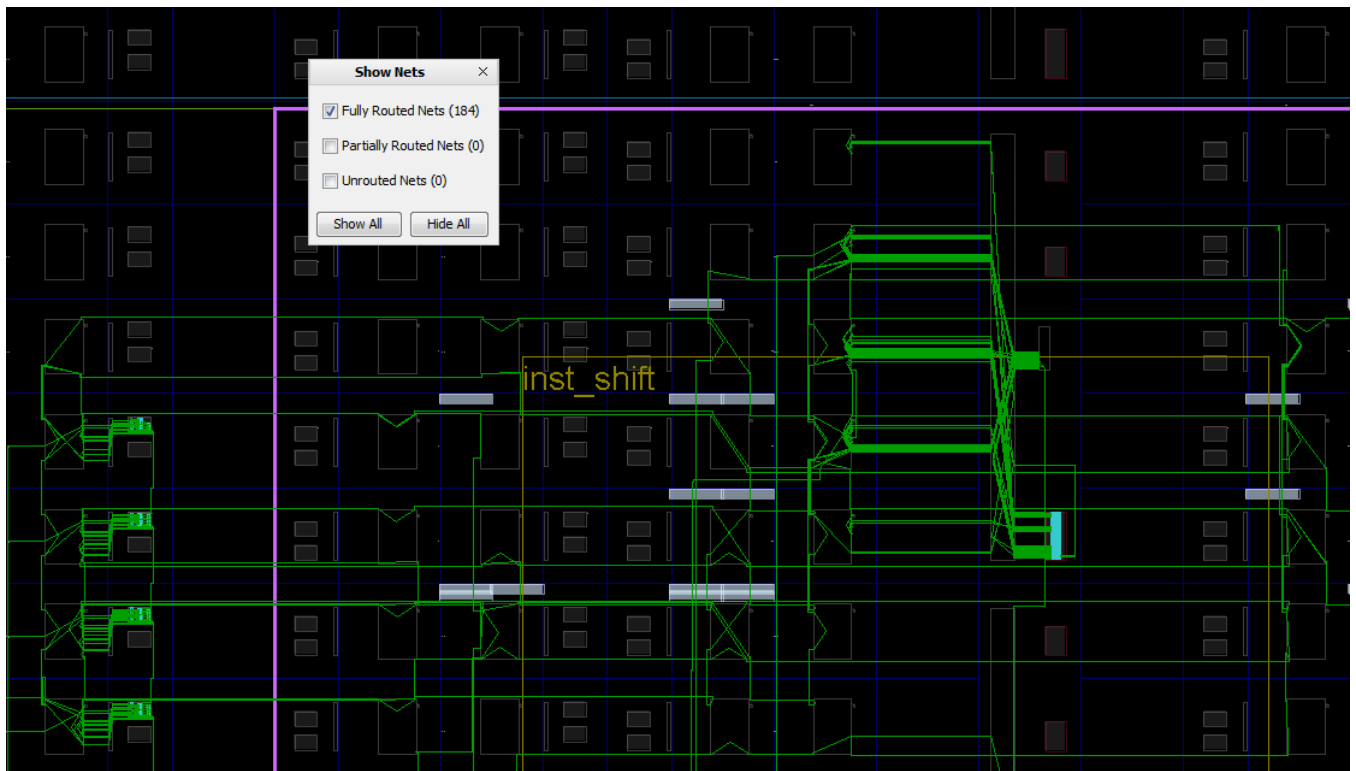 Show Nets
Fully Routed Nets (184)
Partially Routed Nets (0)
Unrouted Nets (0)
Show All
Hide All
inst_shift